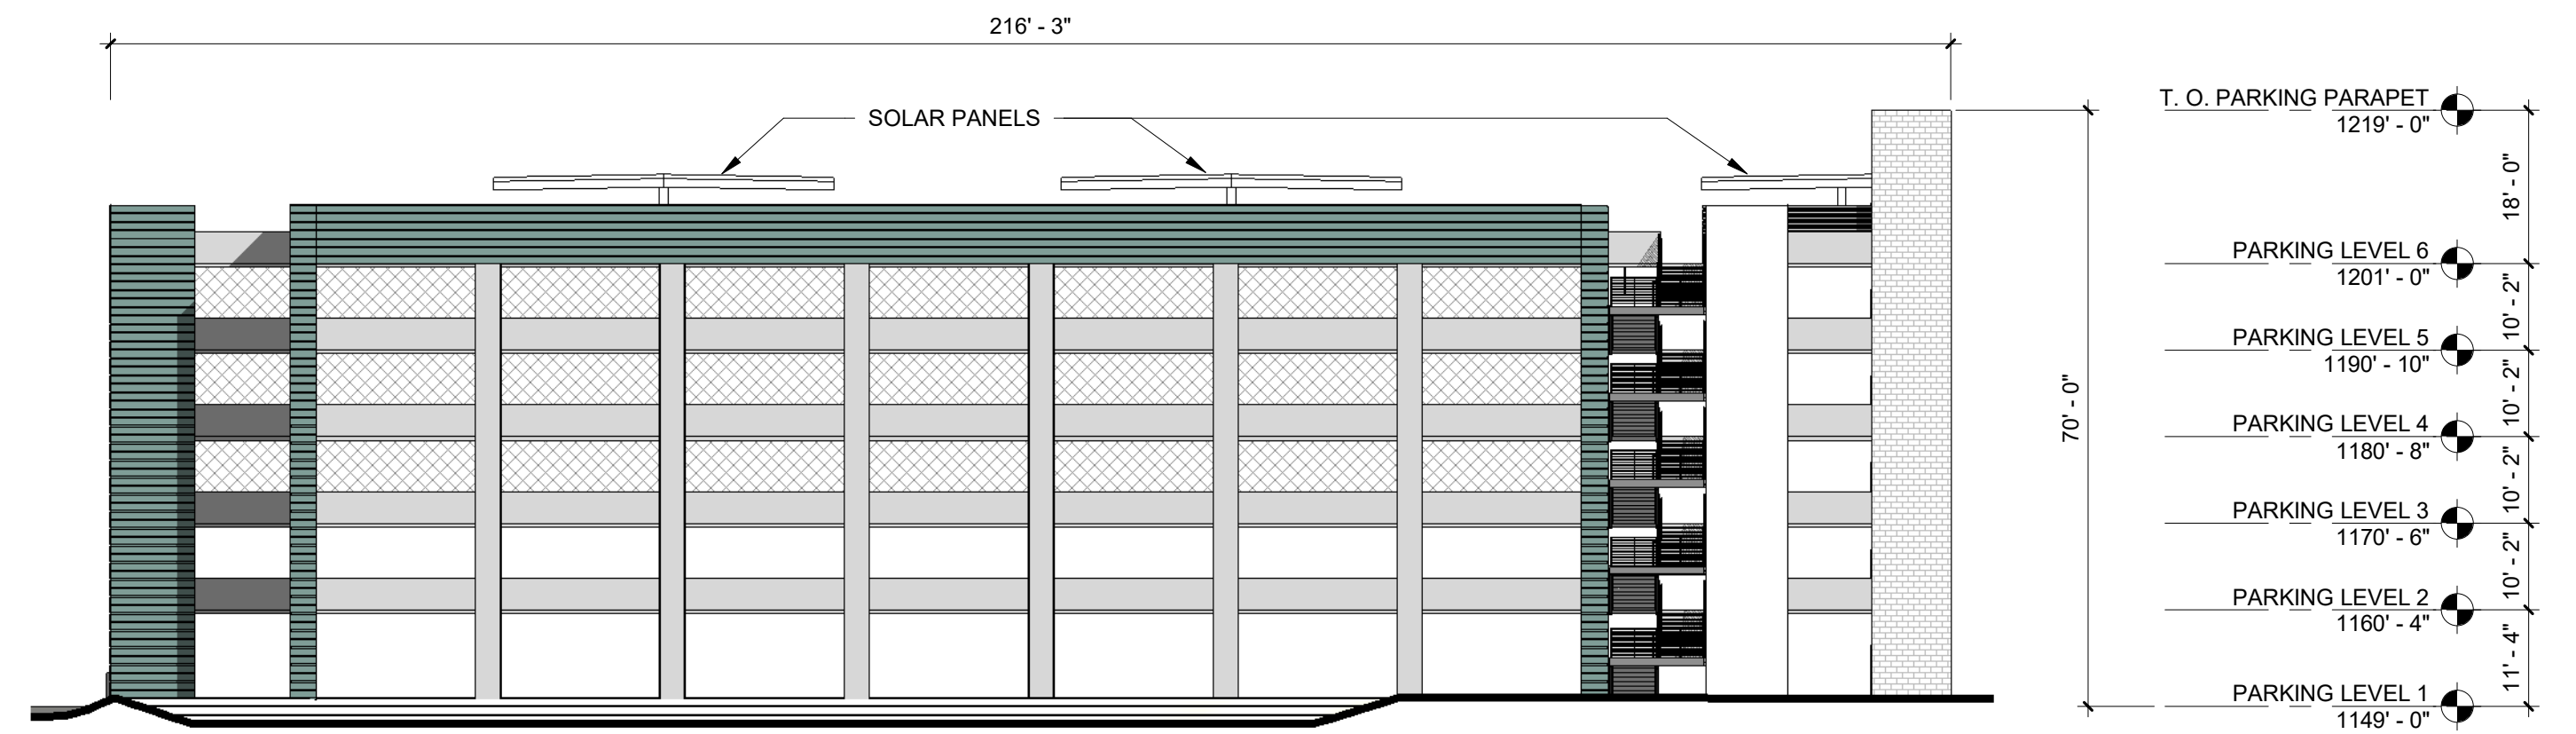 216' - 3"
SOLAR PANELS
T. O. PARKING PARAPET
1219' - 0"
18' - 0"
PARKING LEVEL 6
1201' - 0"
10' - 2"
PARKING LEVEL 5
1190' - 10"
10' - 2"
PARKING LEVEL 4
1180' - 8"
10' - 2"
PARKING LEVEL 3
1170' - 6"
10' - 2"
PARKING LEVEL 2
1160' - 4"
11' - 4"
PARKING LEVEL 1
1149' - 0"
70' - 0"